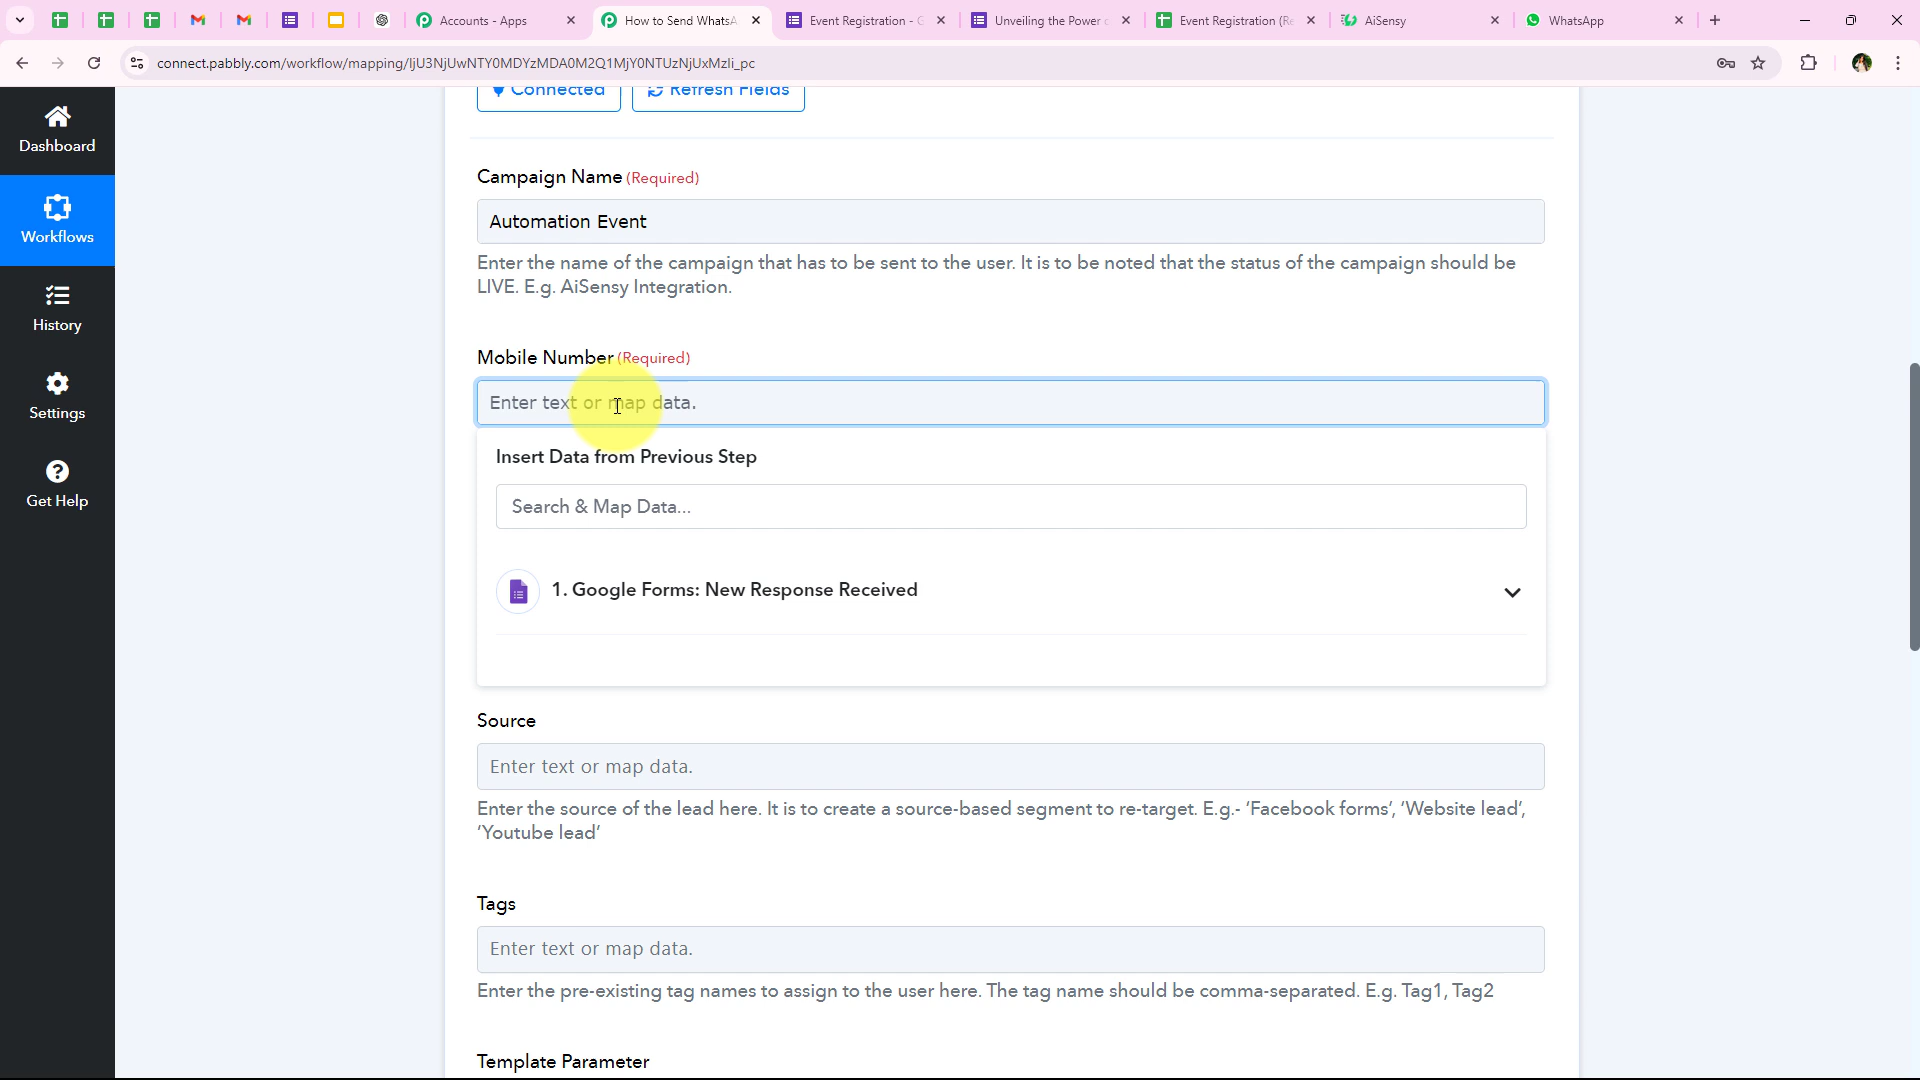 Accounts - Apps
How to Send WhatsA
Event Registration - G
Unveiling the Power o
Event Registration (Re
AiSensy
WhatsApp
connect.pabbly.com/workflow/mapping/IjU3NjUwNTY0MDYzMDA0M2Q1MjY0NTUzNjUxMzIi_pc
Connected
Refresh Fields
Dashboard
Workflows
History
Settings
Get Help
Campaign Name (Required)
Automation Event
Enter the name of the campaign that has to be sent to the user. It is to be noted that the status of the campaign should be
LIVE. E.g. AiSensy Integration.
Mobile Number (Required)
Enter text or map data.
Insert Data from Previous Step
Search & Map Data...
1. Google Forms: New Response Received
Source
Enter text or map data.
Enter the source of the lead here. It is to create a source-based segment to re-target. E.g.- ‘Facebook forms’, ‘Website lead’,
‘Youtube lead’
Tags
Enter text or map data.
Enter the pre-existing tag names to assign to the user here. The tag name should be comma-separated. E.g. Tag1, Tag2
Template Parameter